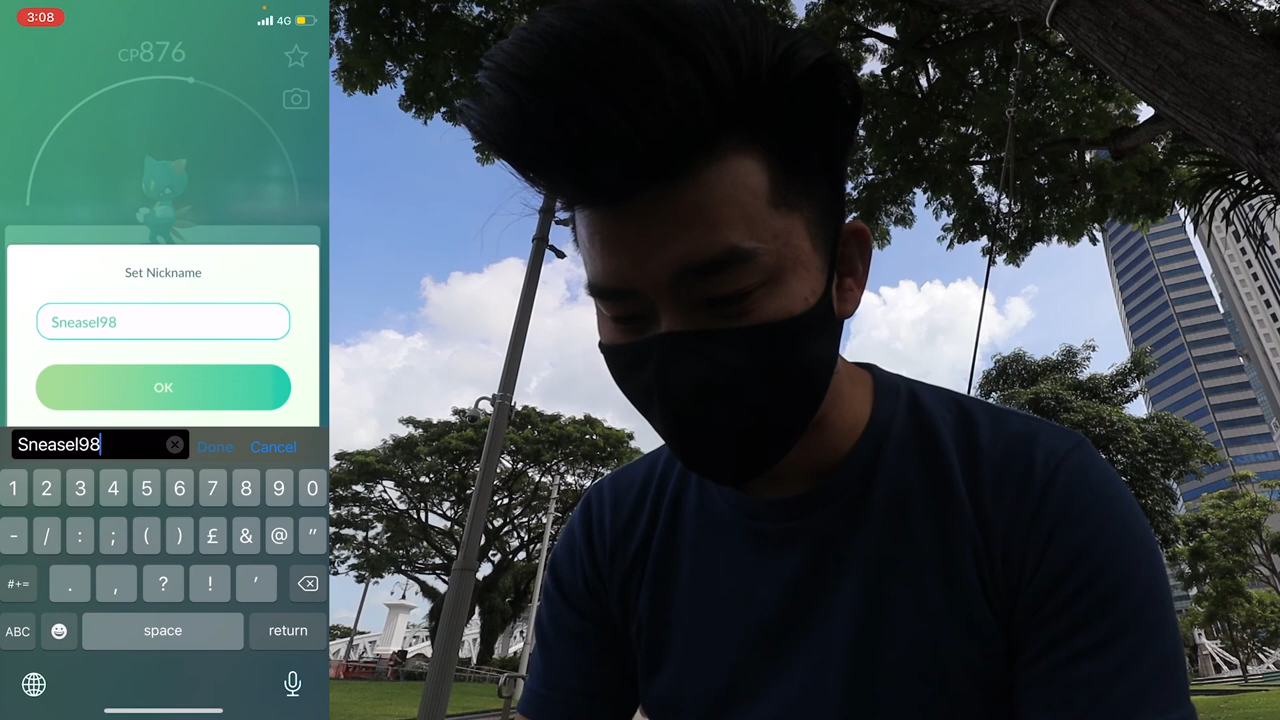 3:08
4G
CP876
Set Nickname
Sneasel98
OK
Sneasel98
Done Cancel
1 2 3 4 5 6 7 8 9 0
- / : ; ( ) £ & @ "
#+= . , ? ! '
ABC space return